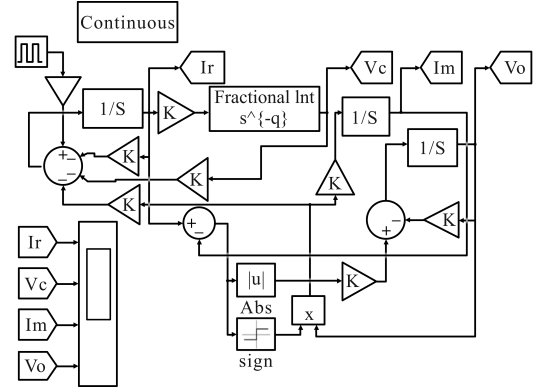 Continuous
Ir
Vc
Im
Vo
1/S
K
Fractional Int
s^{-q}
1/S
1/S
K
K
K
K
K
+
−
−
−
+
−
−
+
Ir
Vc
Im
Vo
|u|
Abs
K
x
sign